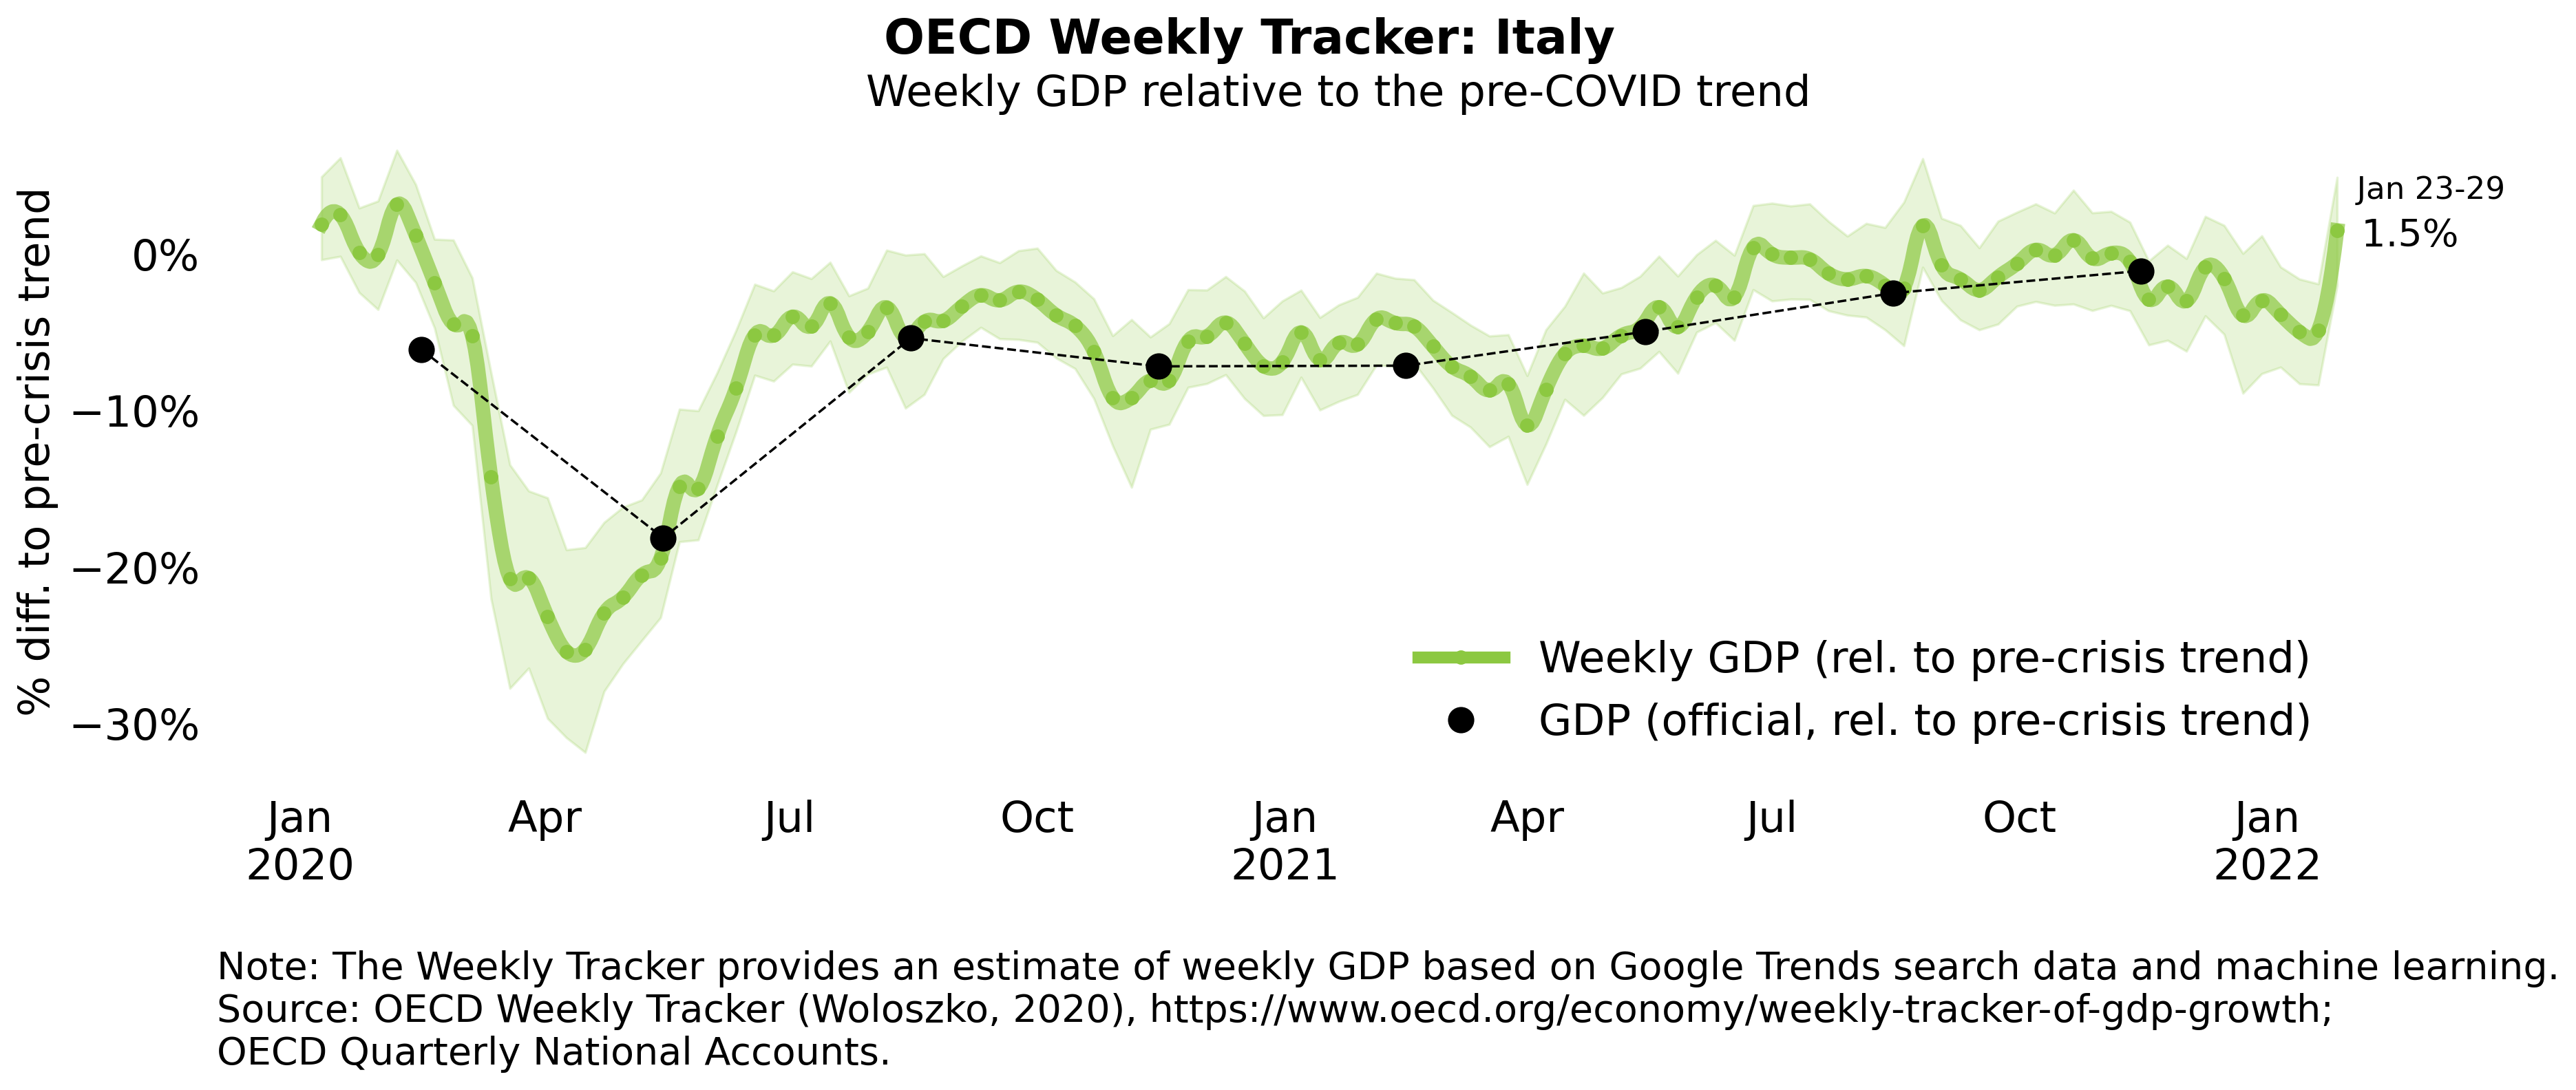 OECD Weekly Tracker: Italy
Weekly GDP relative to the pre-COVID trend
% diff. to pre-crisis trend
0%
−10%
−20%
−30%
Jan 23-29
1.5%
Weekly GDP (rel. to pre-crisis trend)
GDP (official, rel. to pre-crisis trend)
Jan Apr Jul Oct Jan Apr Jul Oct Jan
2020 2021 2022
Note: The Weekly Tracker provides an estimate of weekly GDP based on Google Trends search data and machine learning.
Source: OECD Weekly Tracker (Woloszko, 2020), https://www.oecd.org/economy/weekly-tracker-of-gdp-growth;
OECD Quarterly National Accounts.